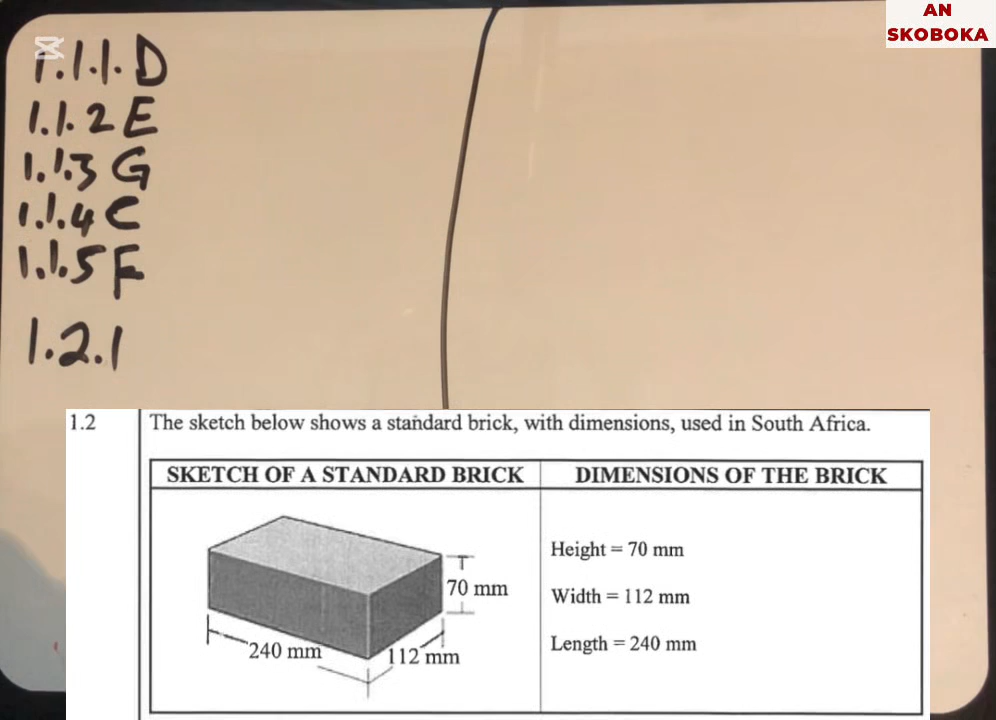 AN
SKOBOKA
1.1.1. D
1.1.2 E
1.1.3 G
1.1.4 C
1.1.5 F
1.2.1
1.2 The sketch below shows a standard brick, with dimensions, used in South Africa.
SKETCH OF A STANDARD BRICK DIMENSIONS OF THE BRICK
70 mm
240 mm
112 mm
Height = 70 mm
Width = 112 mm
Length = 240 mm